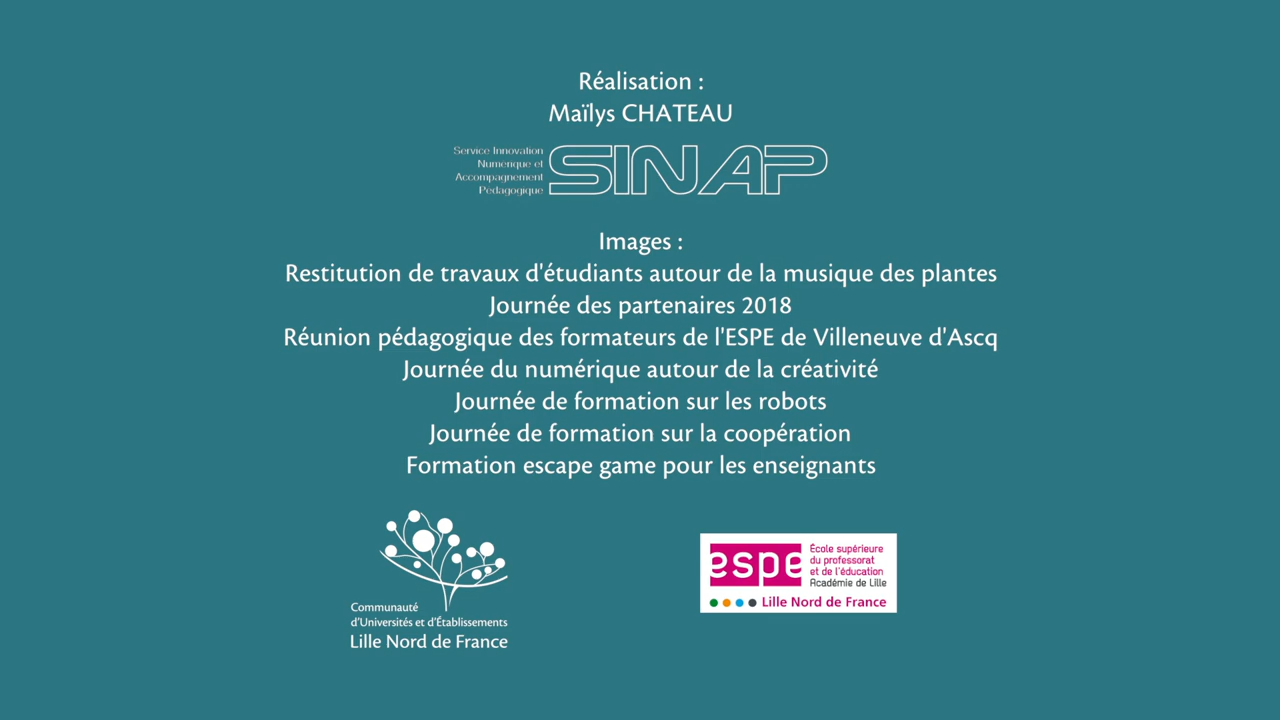 Réalisation :
Maïlys CHATEAU
Service Innovation
Numerique et
Accompagnement
Pédagogique
SINAP
Images :
Restitution de travaux d'étudiants autour de la musique des plantes
Journée des partenaires 2018
Réunion pédagogique des formateurs de l'ESPE de Villeneuve d'Ascq
Journée du numérique autour de la créativité
Journée de formation sur les robots
Journée de formation sur la coopération
Formation escape game pour les enseignants
Communauté
d'Universités et d'Établissements
Lille Nord de France
espe
École supérieure
du professorat
et de l'éducation
Académie de Lille
Lille Nord de France